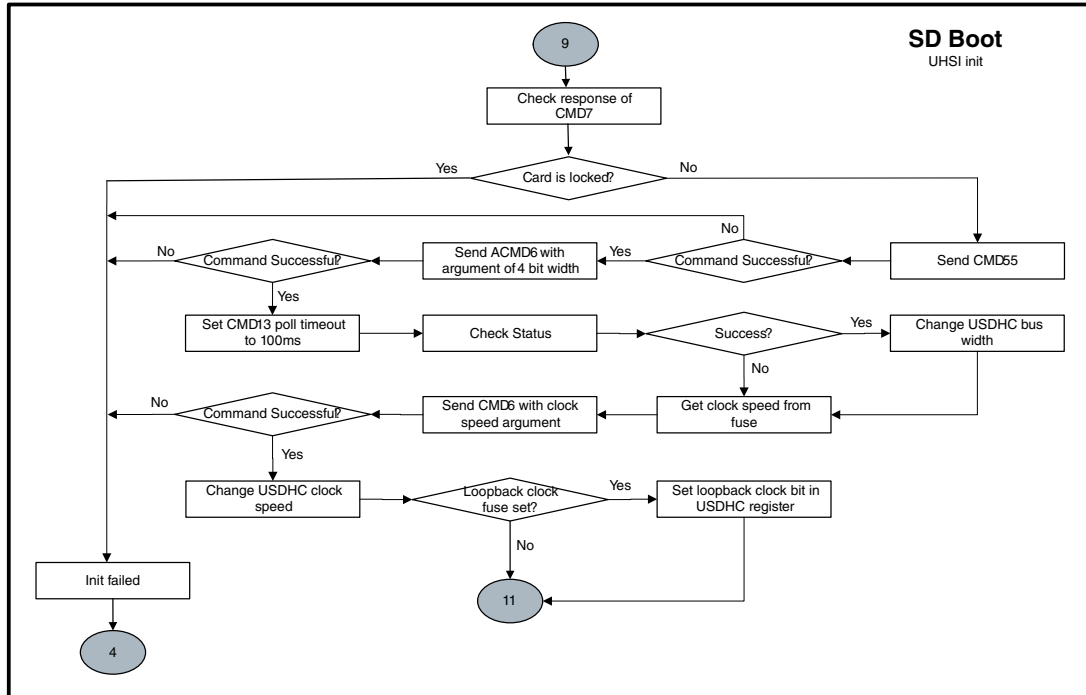 SD Boot
UHSI init
9
Check response of
CMD7
Yes
Card is locked?
No
No
No
Command Successful?
Send ACMD6 with
argument of 4 bit width
Yes
Command Successful?
Send CMD55
Yes
Set CMD13 poll timeout
to 100ms
Check Status
Success?
Yes
Change USDHC bus
width
No
No
Command Successful?
Send CMD6 with clock
speed argument
Get clock speed from
fuse
Yes
Change USDHC clock
speed
Loopback clock
fuse set?
Yes
Set loopback clock bit in
USDHC register
No
Init failed
11
4